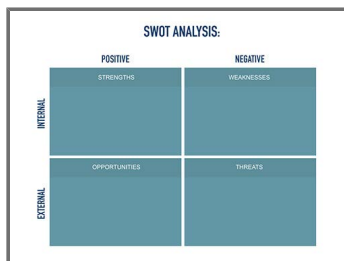 SWOT ANALYSIS:
POSITIVE NEGATIVE
INTERNAL
STRENGTHS WEAKNESSES
EXTERNAL
OPPORTUNITIES THREATS